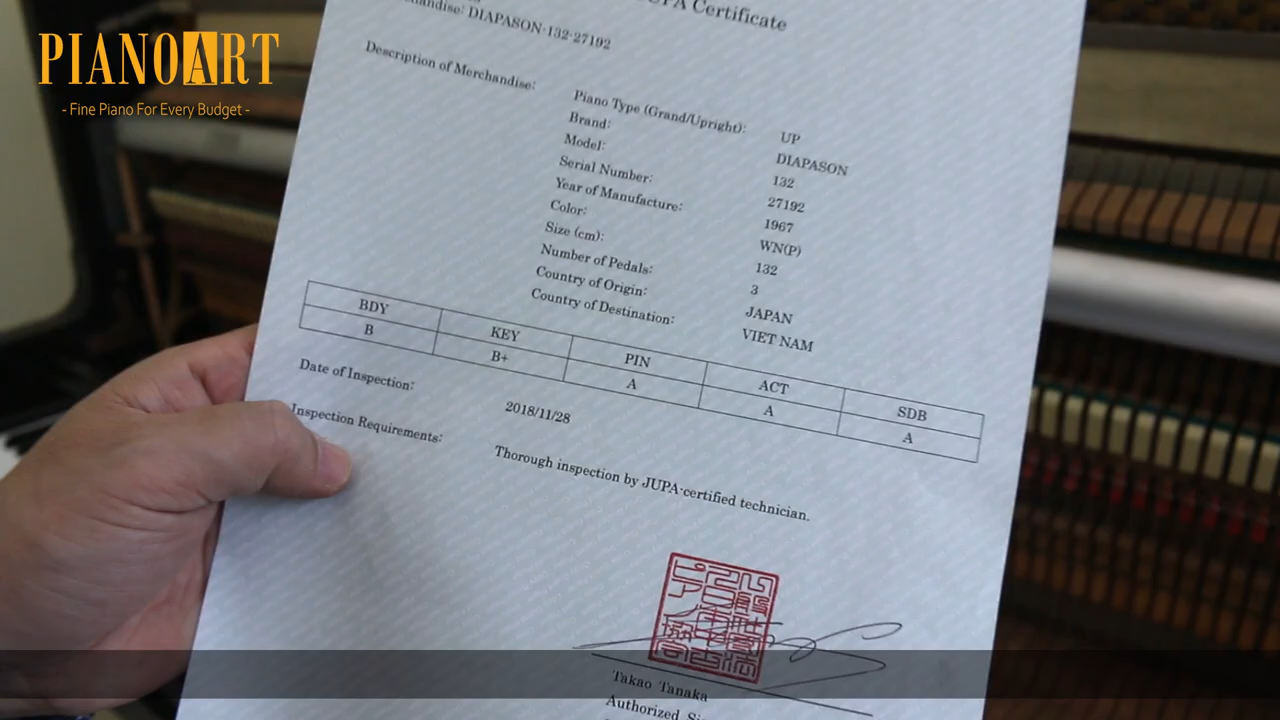 PIANOART
- Fine Piano For Every Budget -
Certificate
DIAPASON-132-27192
Description of Merchandise:
Piano Type (Grand/Upright): UP
Brand: DIAPASON
Model: 132
Serial Number: 27192
Year of Manufacture: 1967
Color: WN(P)
Size (cm): 132
Number of Pedals: 3
Country of Origin: JAPAN
Country of Destination: VIET NAM
BDY KEY PIN ACT SDB
B B+ A A A
Date of Inspection: 2018/11/28
Inspection Requirements: Thorough inspection by JUPA-certified technician.
Takao Tanaka
Authorized